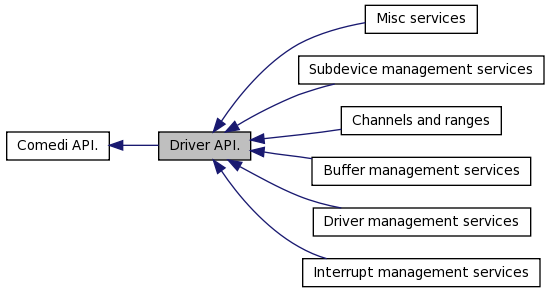 Misc services
Subdevice management services
Channels and ranges
Comedi API.
Driver API.
Buffer management services
Driver management services
Interrupt management services